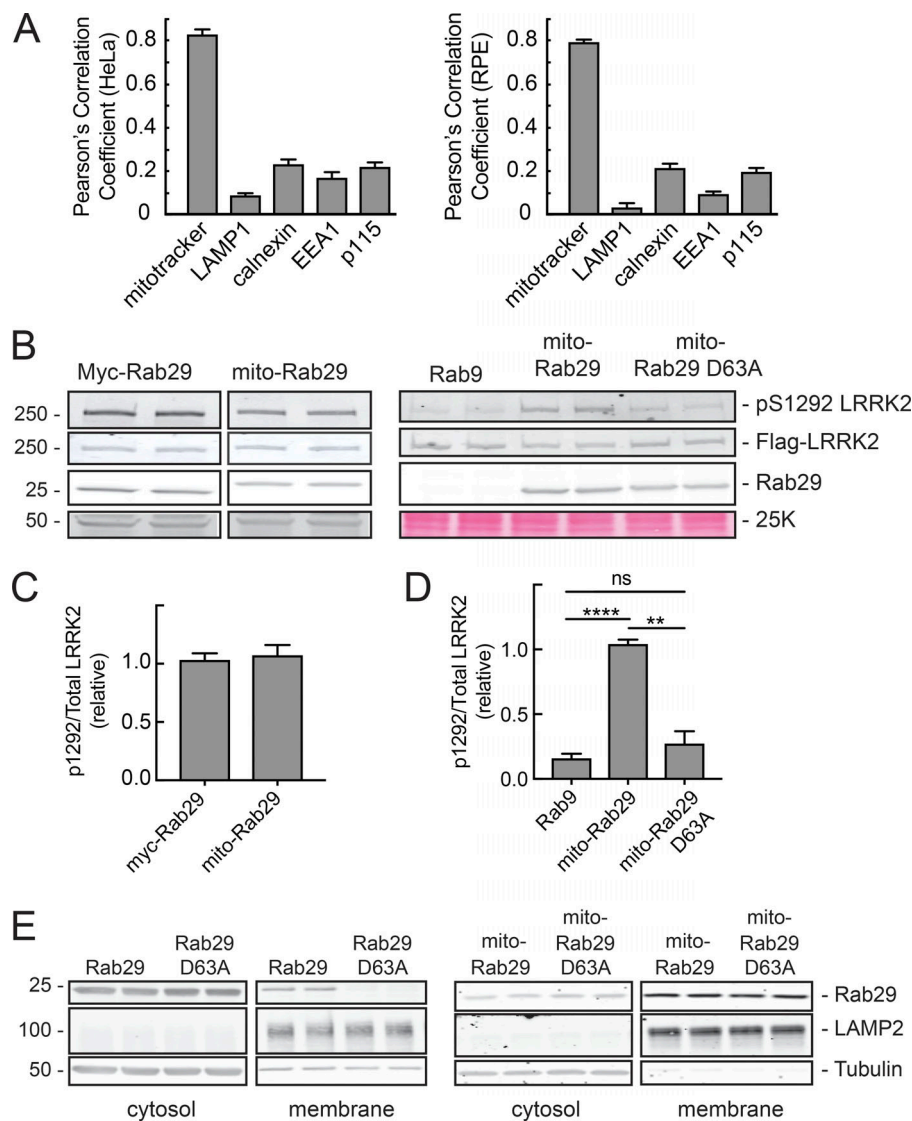 A
Pearson's Correlation
Coefficient (HeLa)
0.8
0.6
0.4
0.2
0
mitotracker
LAMP1
calnexin
EEA1
p115
Pearson's Correlation
Coefficient (RPE)
0.8
0.6
0.4
0.2
0
mitotracker
LAMP1
calnexin
EEA1
p115
B
Myc-Rab29
mito-Rab29
Rab9
mito-
Rab29
mito-
Rab29 D63A
250 -
- pS1292 LRRK2
250 -
- Flag-LRRK2
25 -
- Rab29
50 -
- 25K
C
p1292/Total LRRK2
(relative)
1.0
0.5
0.0
myc-Rab29
mito-Rab29
D
p1292/Total LRRK2
(relative)
1.0
0.5
0.0
ns
****
**
Rab9
mito-Rab29
mito-Rab29
D63A
E
Rab29
Rab29
D63A
Rab29
Rab29
D63A
mito-
Rab29
mito-
Rab29
D63A
mito-
Rab29
mito-
Rab29
D63A
25 -
- Rab29
100 -
- LAMP2
50 -
- Tubulin
cytosol
membrane
cytosol
membrane